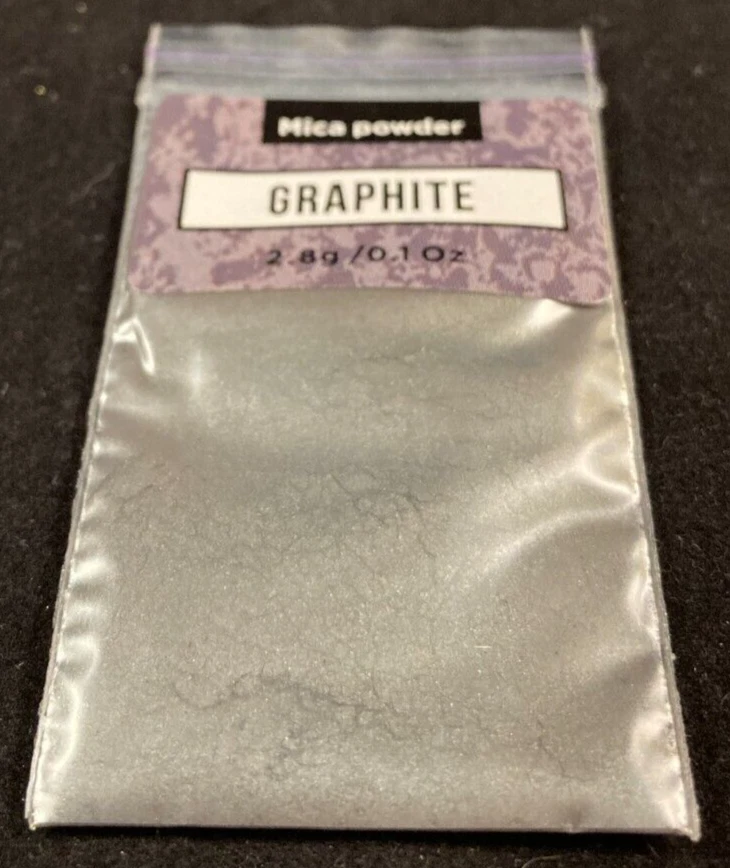 Mica powder
GRAPHITE
2.8g /0.1 Oz